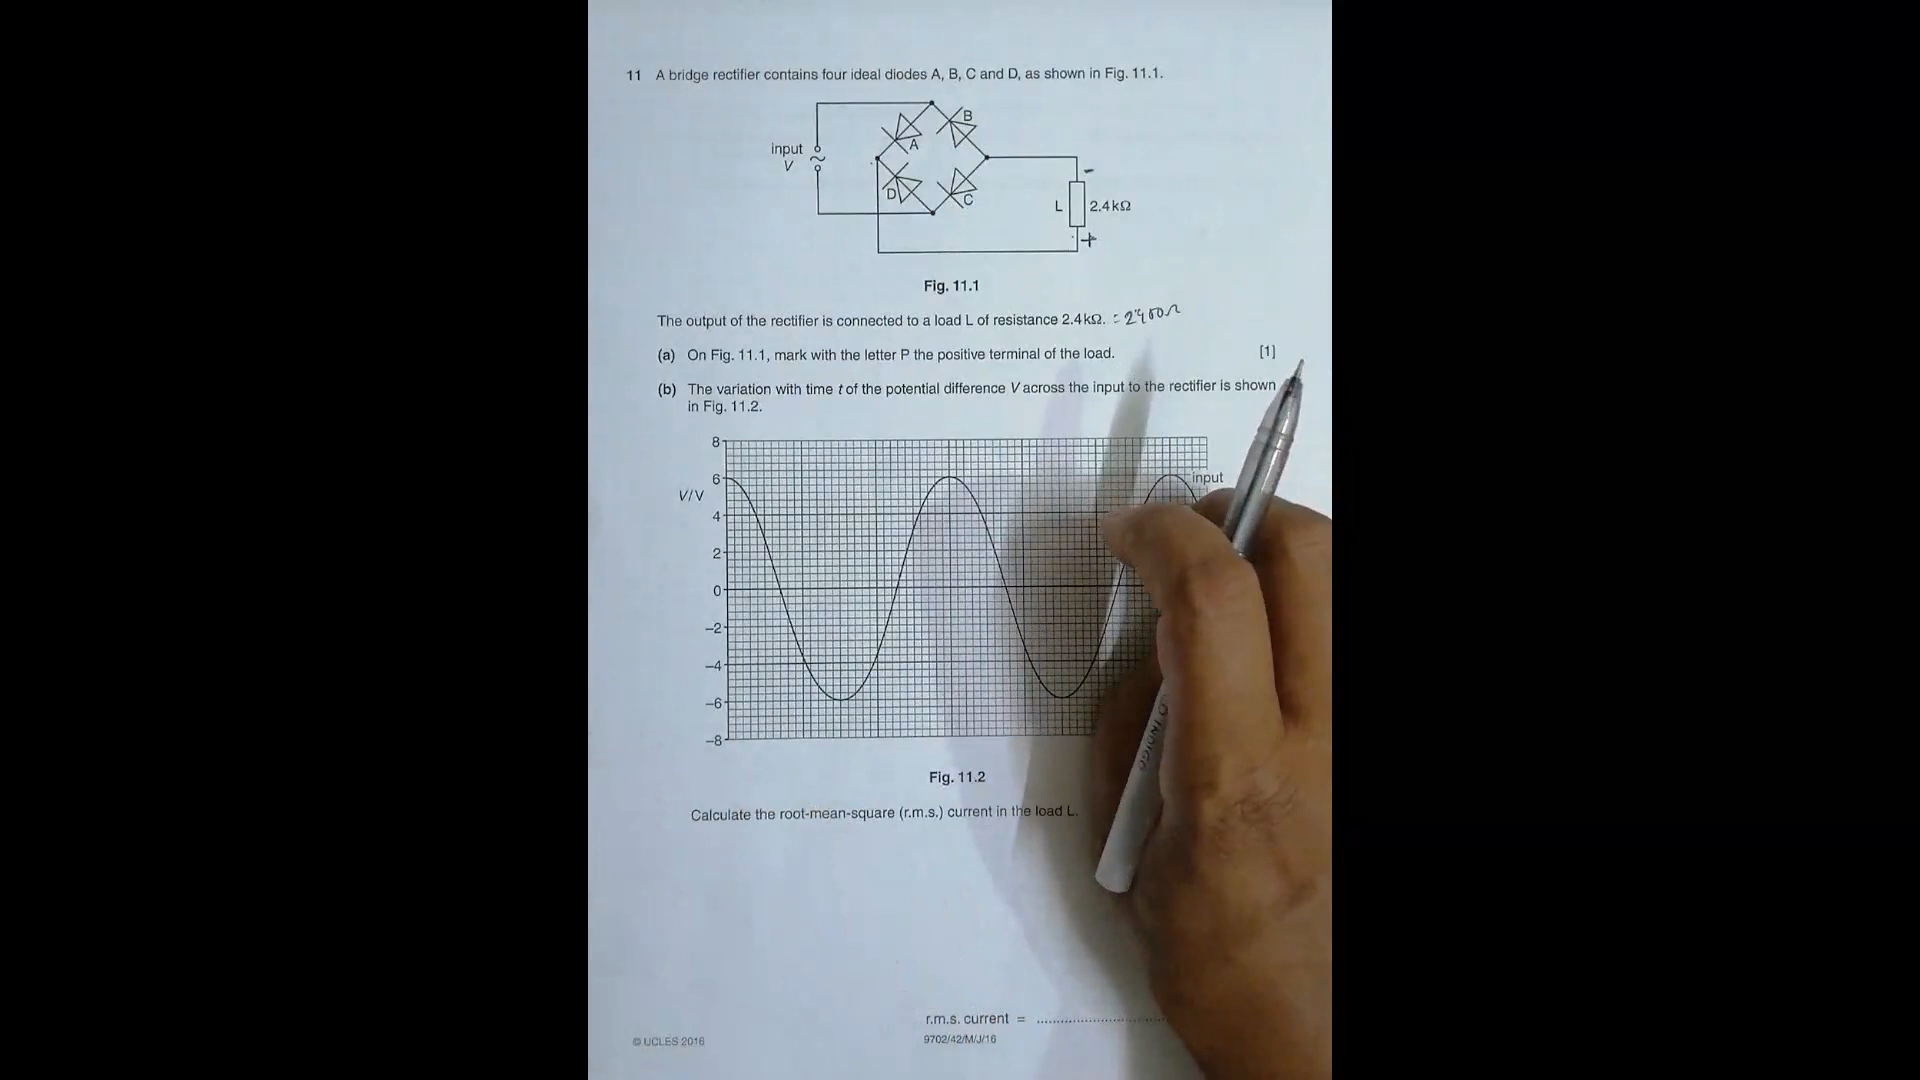 11 A bridge rectifier contains four ideal diodes A, B, C and D, as shown in Fig. 11.1.
B
A
input
V
~
-
D
C
L
2.4 kΩ
+
Fig. 11.1
The output of the rectifier is connected to a load L of resistance 2.4 kΩ. = 2400Ω
(a) On Fig. 11.1, mark with the letter P the positive terminal of the load. [1]
(b) The variation with time t of the potential difference V across the input to the rectifier is shown
in Fig. 11.2.
8
6
input
V/V
4
2
0
–2
–4
–6
–8
Fig. 11.2
Calculate the root-mean-square (r.m.s.) current in the load L.
r.m.s. current = ........................
© UCLES 2016
9702/42/M/J/16